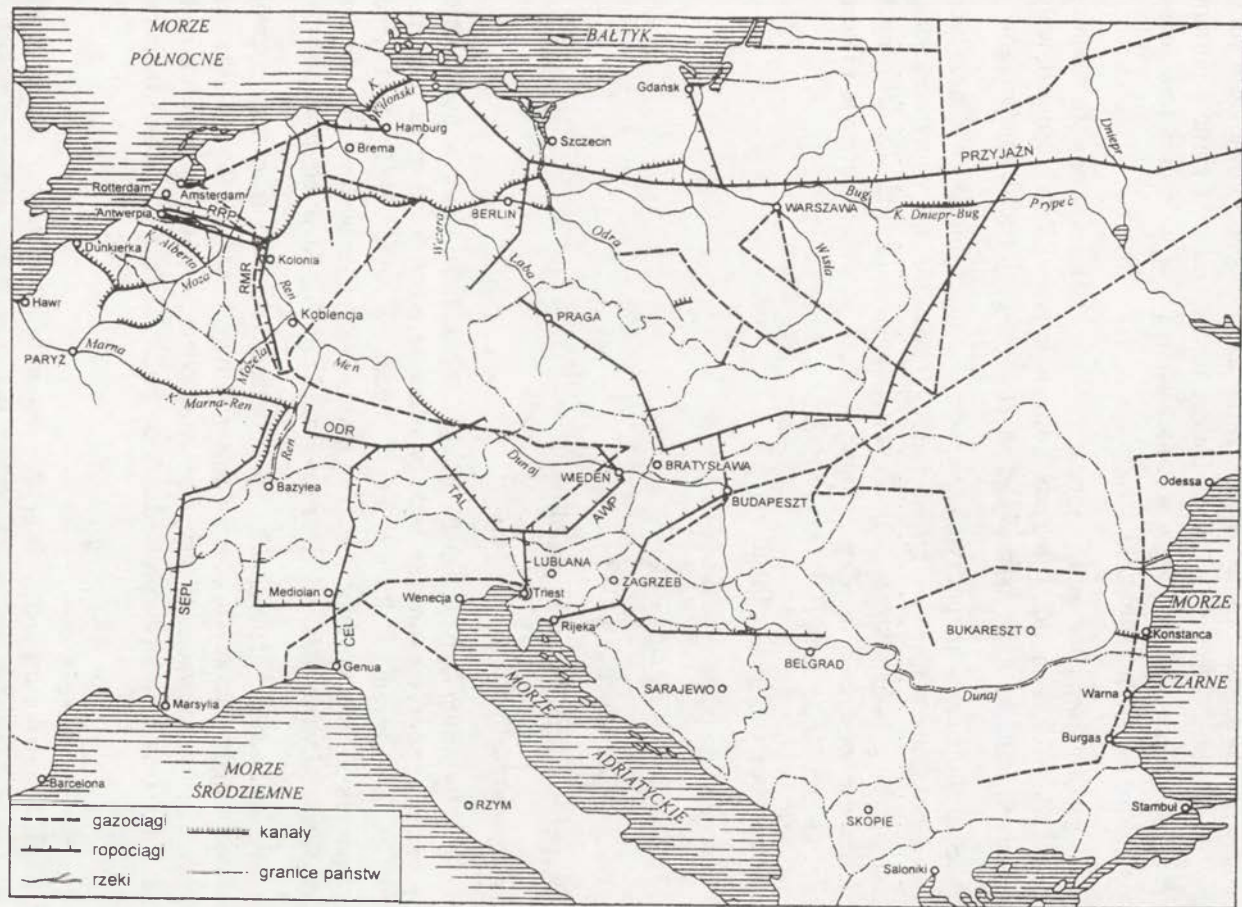 MORZE
PÓŁNOCNE
BAŁTYK
K. Kiloński
Hamburg
Brema
Gdańsk
Szczecin
Dniepr
PRZYJAŹŃ
Rotterdam
Amsterdam
RRP
Antwerpia
BERLIN
WARSZAWA
Bug
K. Dniepr-Bug
Prypeć
Dunkierka
K. Alberta
Moza
Kolonia
RMR
Ren
Wezera
Łaba
Odra
Wisła
Hawr
Koblencja
PRAGA
PARYŻ
Marna
Mozela
Men
K. Marna-Ren
ODR
Ren
Dunaj
WIEDEŃ
BRATYSŁAWA
Bazylea
TAL
AWP
BUDAPESZT
Odessa
SEPL
LUBLANA
ZAGRZEB
Mediolan
Wenecja
Triest
CEL
Rijeka
BUKARESZT
MORZE
CZARNE
Konstanca
BELGRAD
Genua
SARAJEWO
Dunaj
Warna
Marsylia
Burgas
MORZE
ADRIATYCKIE
Barcelona
MORZE
ŚRÓDZIEMNE
RZYM
SKOPIE
Stambuł
Saloniki
gazociągi
kanały
ropociągi
rzeki
granice państw